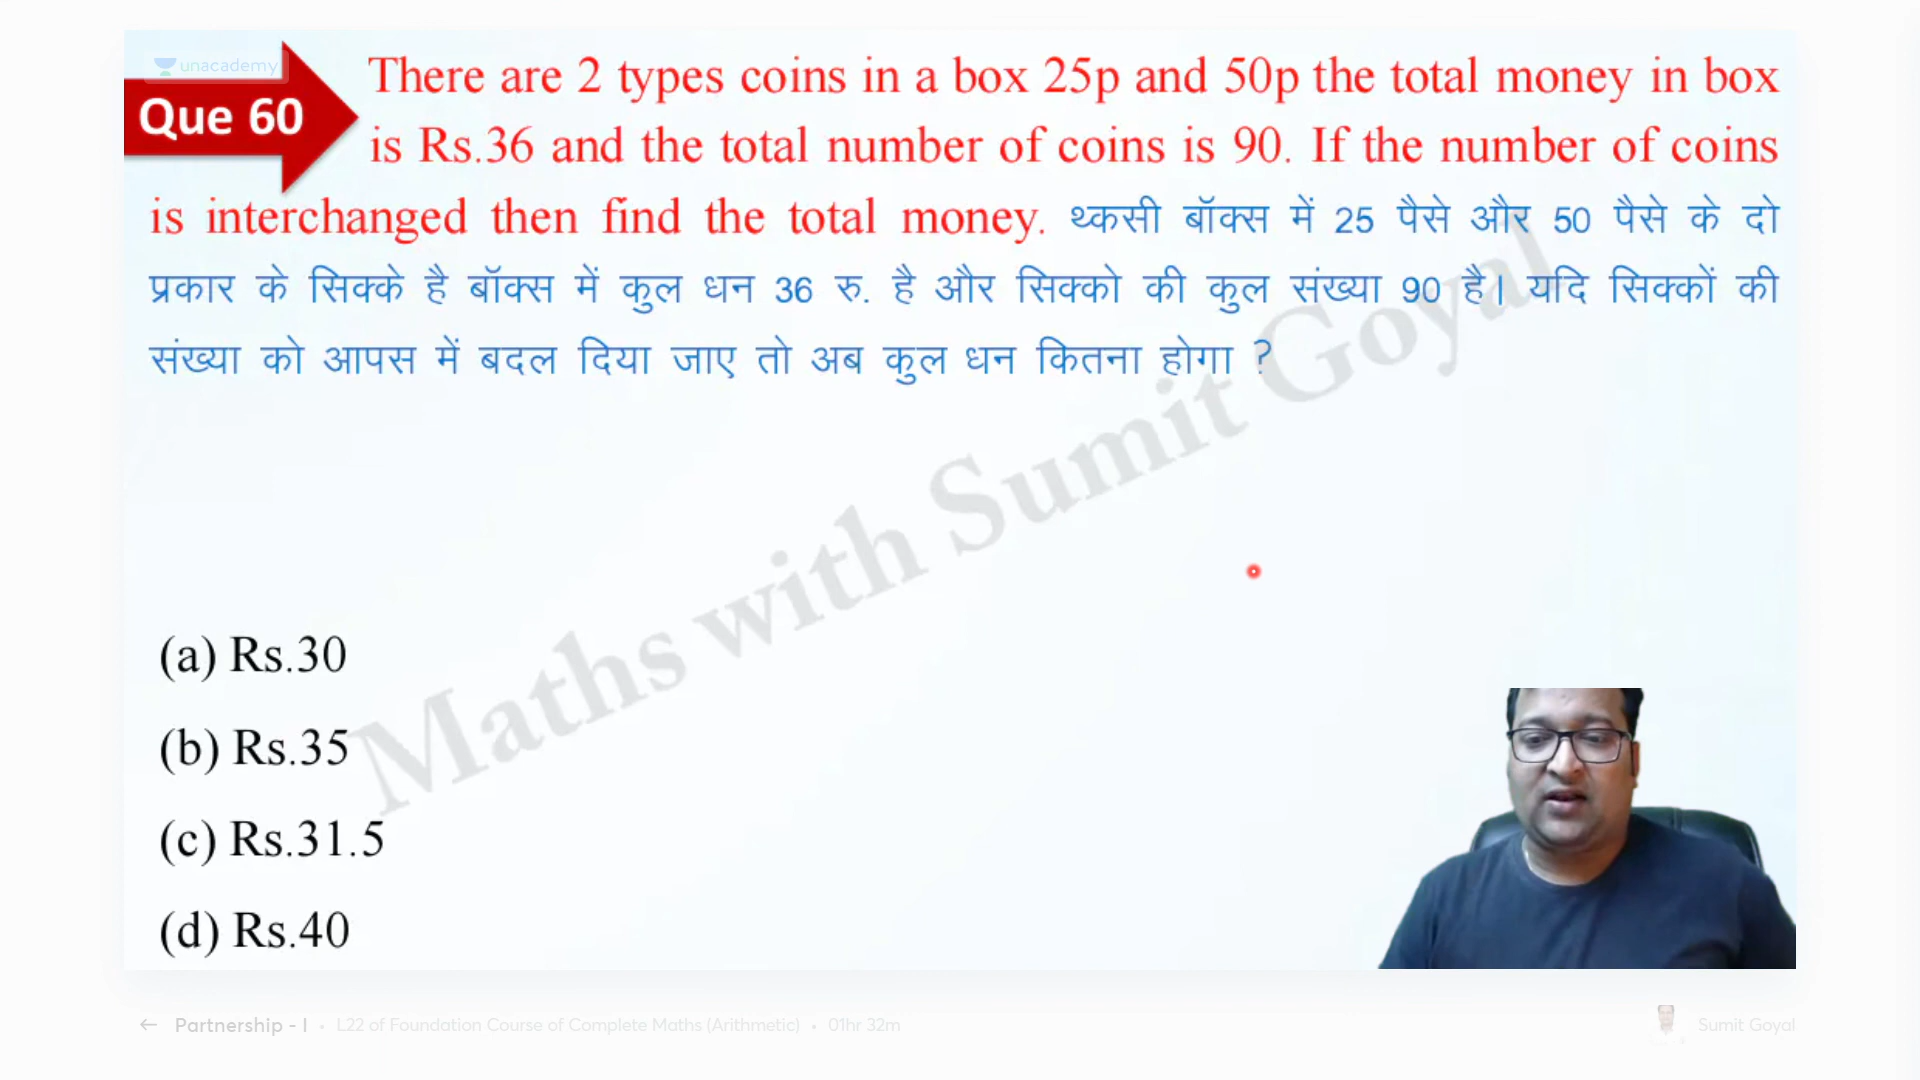 unacademy
Que 60
There are 2 types coins in a box 25p and 50p the total money in box
is Rs.36 and the total number of coins is 90. If the number of coins
is interchanged then find the total money. थ्कसी बॉक्स में 25 पैसे और 50 पैसे के दो
प्रकार के सिक्के है बॉक्स में कुल धन 36 रु. है और सिक्को की कुल संख्या 90 है। यदि सिक्कों की
संख्या को आपस में बदल दिया जाए तो अब कुल धन कितना होगा ?
Maths with Sumit Goyal
(a) Rs.30
(b) Rs.35
(c) Rs.31.5
(d) Rs.40
← Partnership - I • L22 of Foundation Course of Complete Maths (Arithmetic) • 01hr 32m
Sumit Goyal